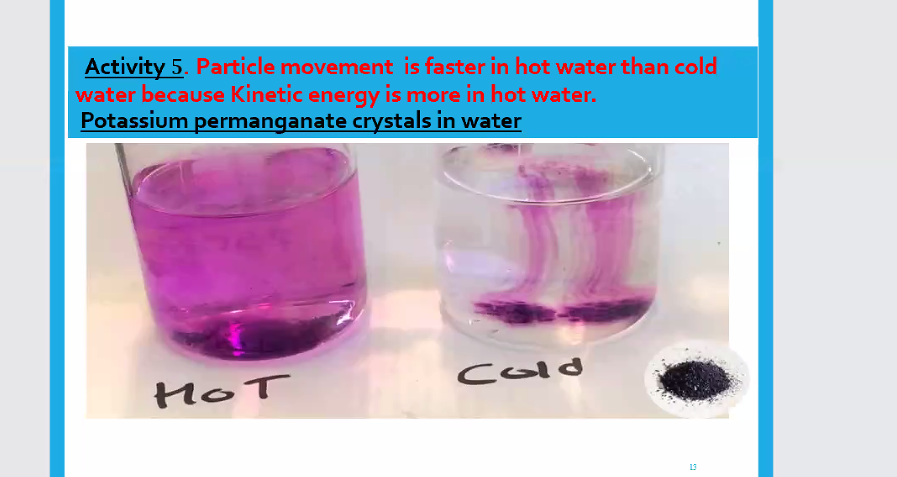 Activity 5. Particle movement is faster in hot water than cold
water because Kinetic energy is more in hot water.
Potassium permanganate crystals in water
HoT
Cold
13